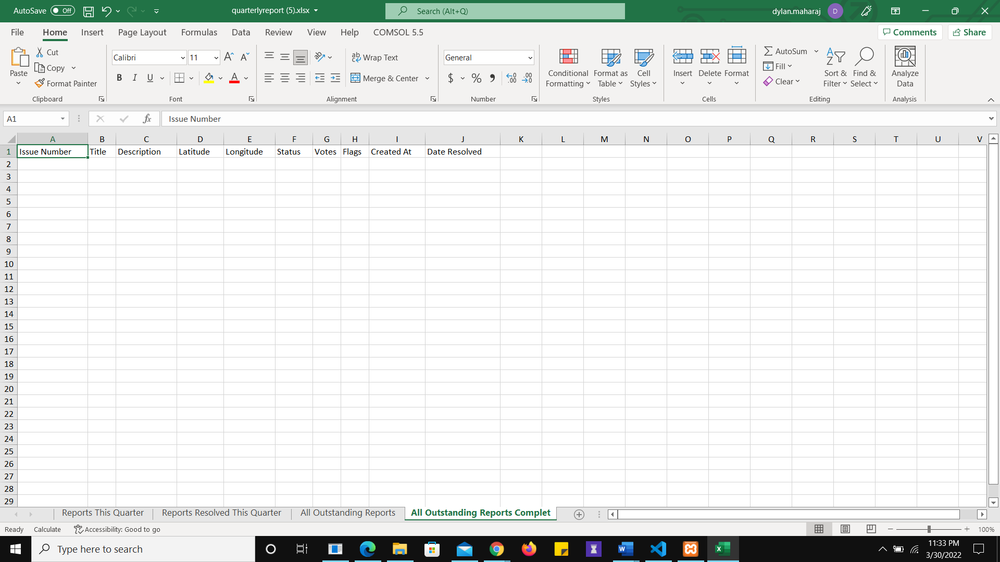 AutoSave Off quarterlyreport (5).xlsx Search (Alt+Q) dylan.maharaj D
File Home Insert Page Layout Formulas Data Review View Help COMSOL 5.5 Comments Share
Paste Cut Copy Format Painter Clipboard
Calibri 11 A A B I U A Font
ab Wrap Text Merge & Center Alignment
General $ % 9 .00 .00 Number
Conditional Formatting Format as Table Cell Styles Styles
Insert Delete Format Cells
AutoSum Fill Clear Sort & Filter Find & Select Editing
Analyze Data Analysis
A1 fx Issue Number
A B C D E F G H I J K L M N O P Q R S T U V
1 Issue Number Title Description Latitude Longitude Status Votes Flags Created At Date Resolved
2
3
4
5
6
7
8
9
10
11
12
13
14
15
16
17
18
19
20
21
22
23
24
25
26
27
28
29
Reports This Quarter Reports Resolved This Quarter All Outstanding Reports All Outstanding Reports Complet
Ready Calculate Accessibility: Good to go 100%
Type here to search 11:33 PM
3/30/2022